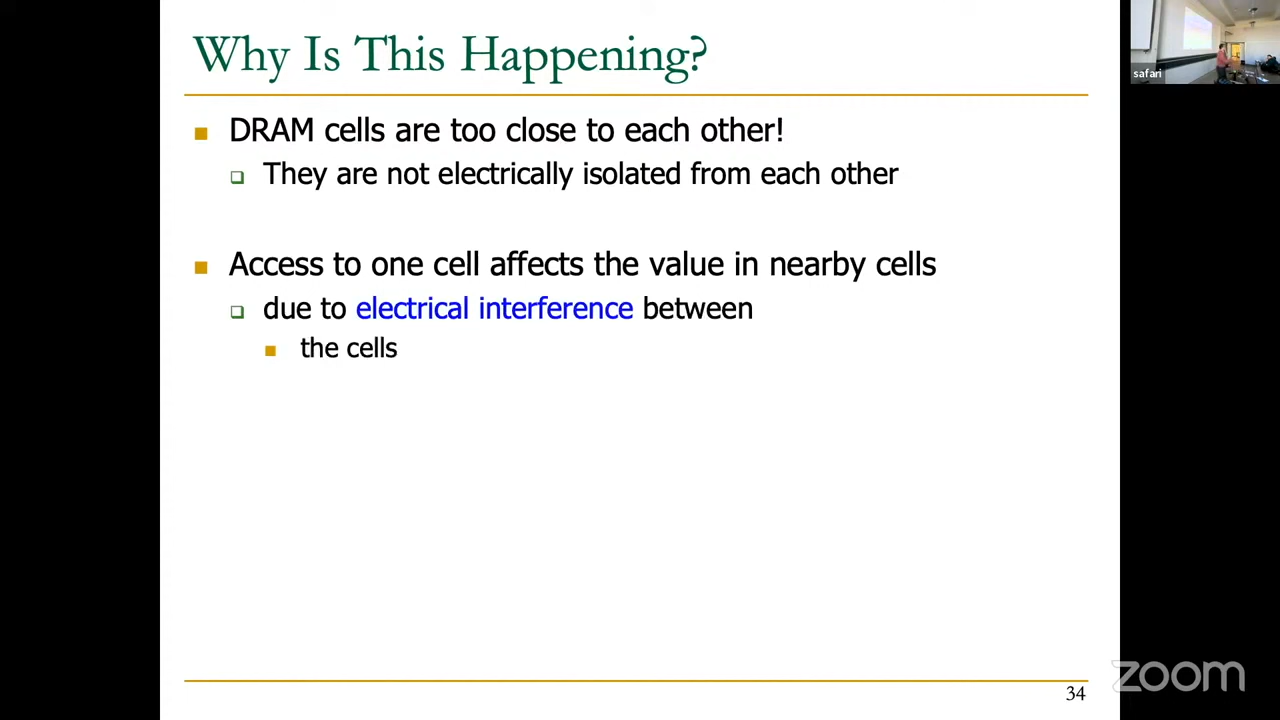 Why Is This Happening?
safari
DRAM cells are too close to each other!
They are not electrically isolated from each other
Access to one cell affects the value in nearby cells
due to electrical interference between
the cells
34
zoom